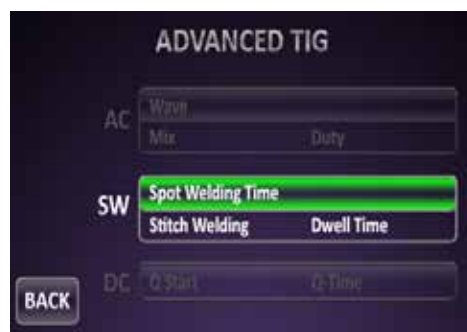 ADVANCED TIG
AC
Wave
Mix Duty
SW
Spot Welding Time
Stitch Welding Dwell Time
DC
Q Start Q-Time
BACK